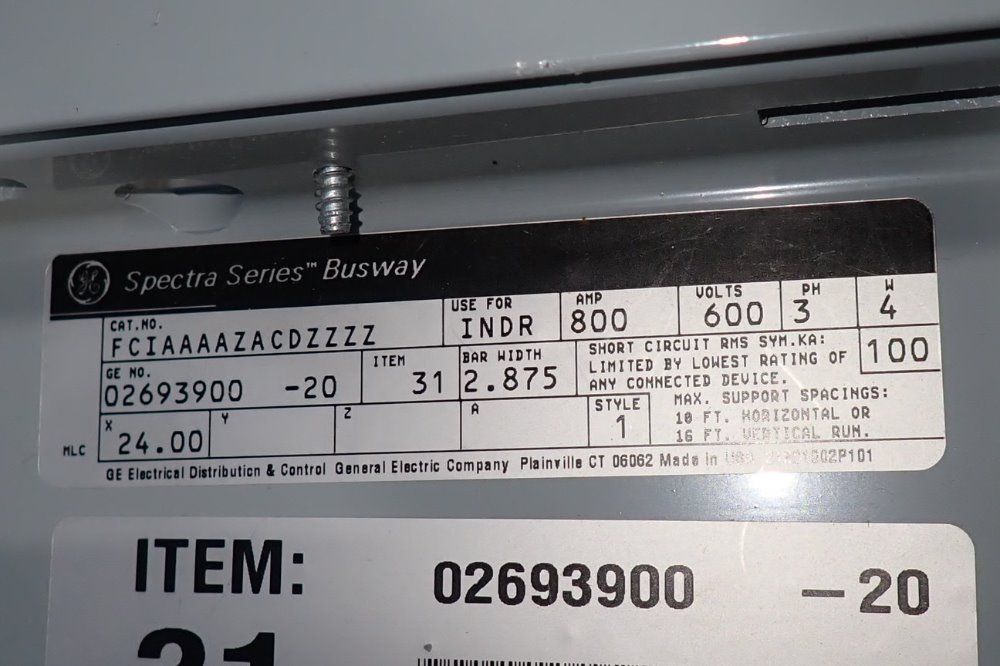 GE Spectra Series™ Busway
CAT.NO. FCIAAAAZACDZZZZ
USE FOR INDR
AMP 800
VOLTS 600
PH 3
W 4
GE NO. 02693900 -20
ITEM 31
BAR WIDTH 2.875
SHORT CIRCUIT RMS SYM.KA:
LIMITED BY LOWEST RATING OF
ANY CONNECTED DEVICE.
100
MLC
X 24.00
Y
Z
A
STYLE 1
MAX. SUPPORT SPACINGS:
10 FT. HORIZONTAL OR
16 FT. VERTICAL RUN.
GE Electrical Distribution & Control General Electric Company Plainville CT 06062 Made in
ITEM: 02693900 -20
31